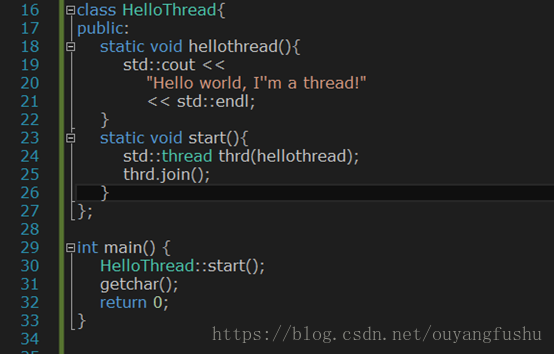 16 class HelloThread{
17 public:
18 static void hellothread(){
19 std::cout <<
20 "Hello world, I"m a thread!"
21 << std::endl;
22 }
23 static void start(){
24 std::thread thrd(hellothread);
25 thrd.join();
26 }
27 };
28
29 int main() {
30 HelloThread::start();
31 getchar();
32 return 0;
33 }
34
https://blog.csdn.net/ouyangfushu